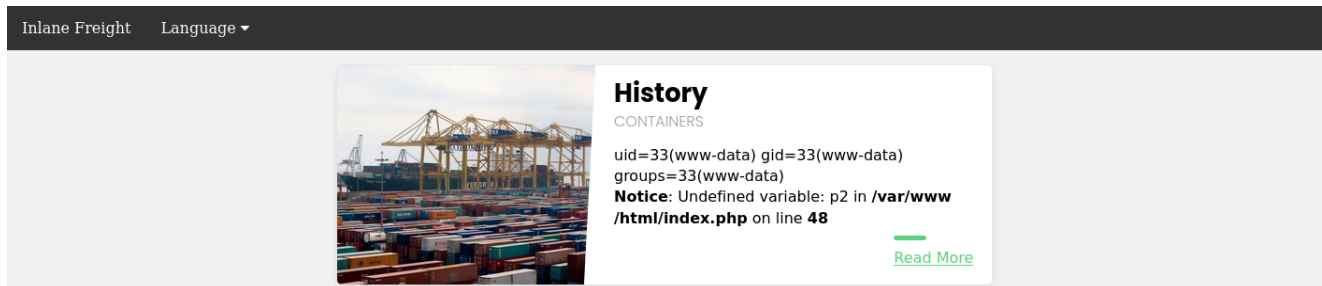 Inlane Freight Language
History
CONTAINERS
uid=33(www-data) gid=33(www-data)
groups=33(www-data)
Notice: Undefined variable: p2 in /var/www
/html/index.php on line 48
Read More